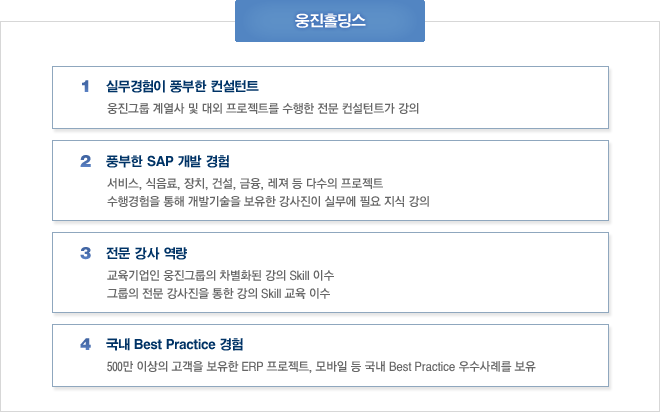 웅진홀딩스
1 실무경험이 풍부한 컨설턴트
웅진그룹 계열사 및 대외 프로젝트를 수행한 전문 컨설턴트가 강의
2 풍부한 SAP 개발 경험
서비스, 식음료, 장치, 건설, 금융, 레져 등 다수의 프로젝트
수행경험을 통해 개발기술을 보유한 강사진이 실무에 필요 지식 강의
3 전문 강사 역량
교육기업인 웅진그룹의 차별화된 강의 Skill 이수
그룹의 전문 강사진을 통한 강의 Skill 교육 이수
4 국내 Best Practice 경험
500만 이상의 고객을 보유한 ERP 프로젝트, 모바일 등 국내 Best Practice 우수사례를 보유